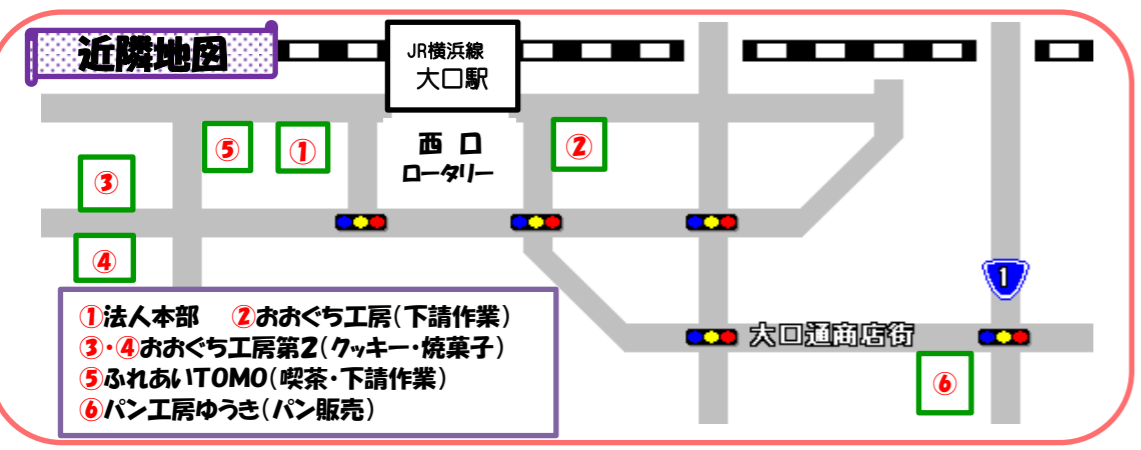 近隣地図
JR横浜線
大口駅
西口
ロータリー
⑤
①
②
③
④
1
大口通商店街
⑥
①法人本部 ②おおぐち工房(下請作業)
③・④おおぐち工房第2(クッキー・焼菓子)
⑤ふれあいTOMO(喫茶・下請作業)
⑥パン工房ゆうき(パン販売)